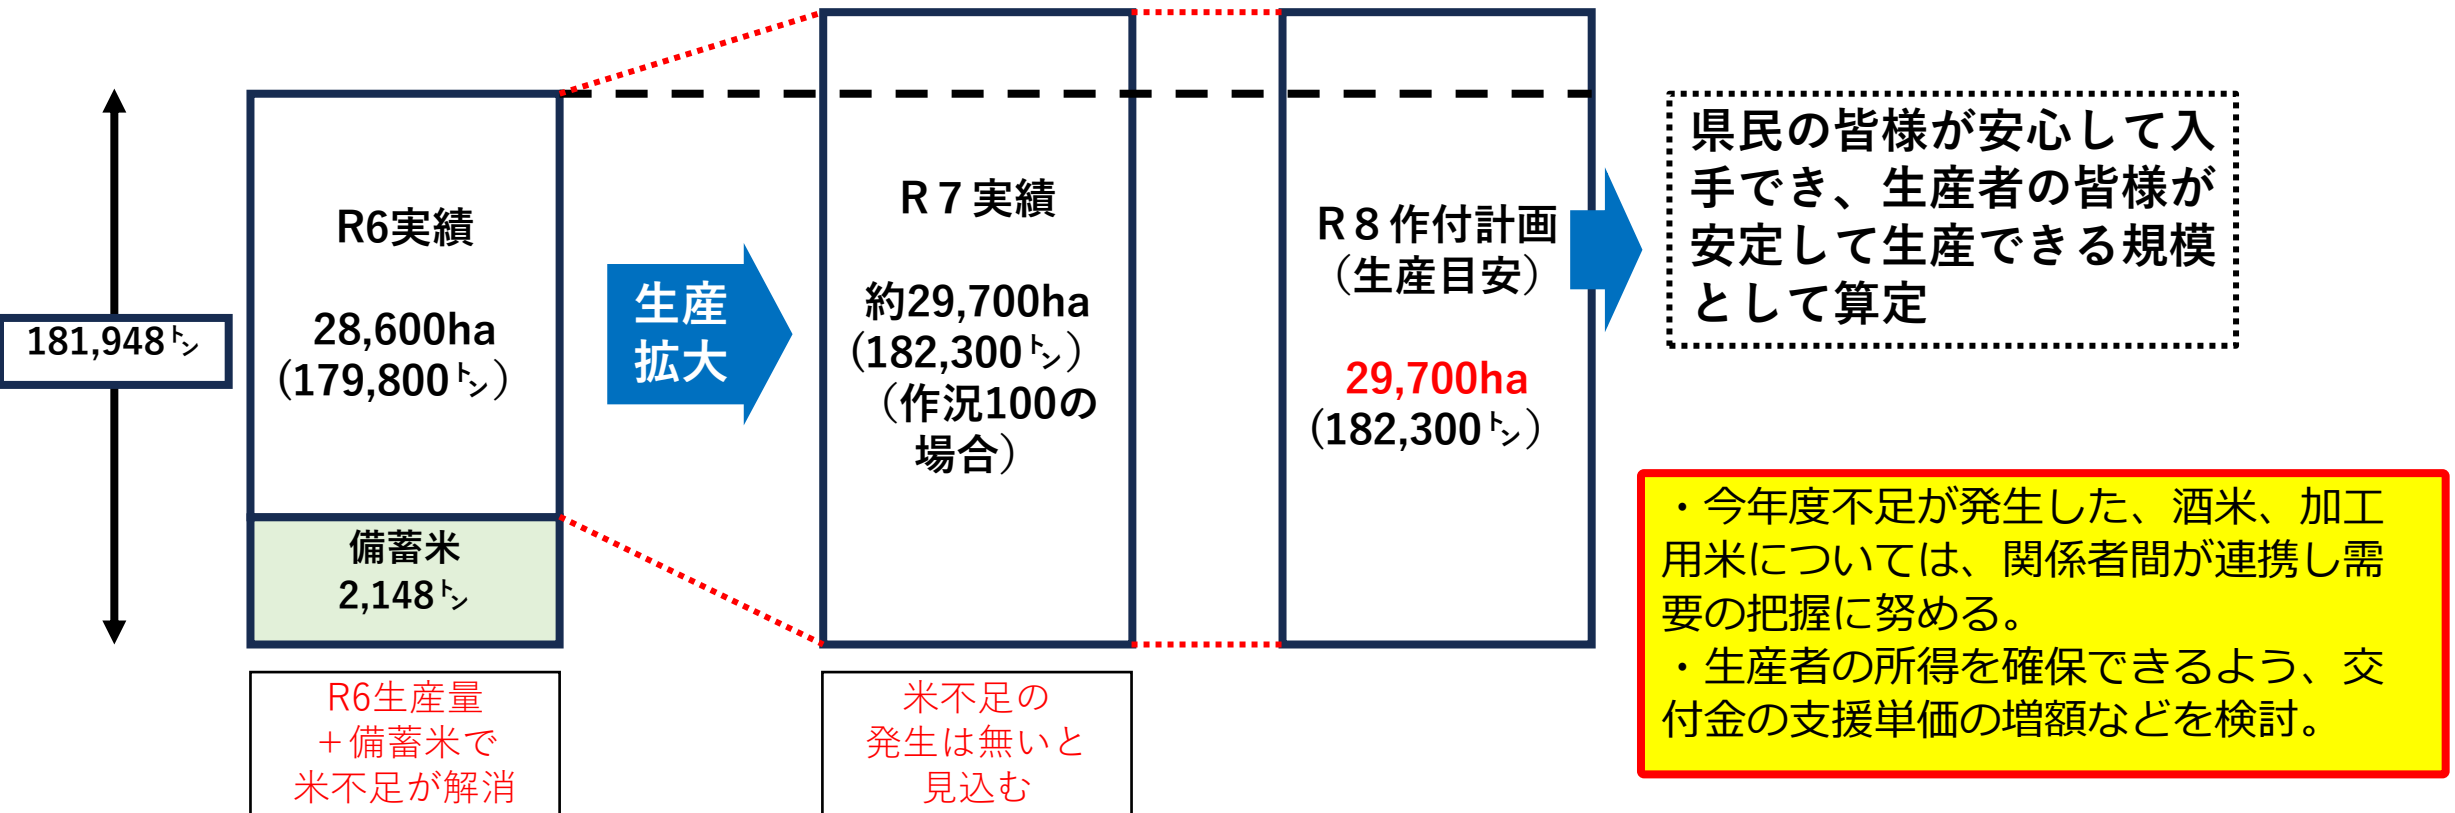 181,948㌧
R6実績
28,600ha
（179,800㌧）
備蓄米
2,148㌧
R6生産量
＋備蓄米で
米不足が解消
生産
拡大
R７実績
約29,700ha
（182,300㌧）
（作況100の
場合）
米不足の
発生は無いと
見込む
R８作付計画
（生産目安）
29,700ha
（182,300㌧）
県民の皆様が安心して入
手でき、生産者の皆様が
安定して生産できる規模
として算定
・今年度不足が発生した、酒米、加工
用米については、関係者間が連携し需
要の把握に努める。
・生産者の所得を確保できるよう、交
付金の支援単価の増額などを検討。